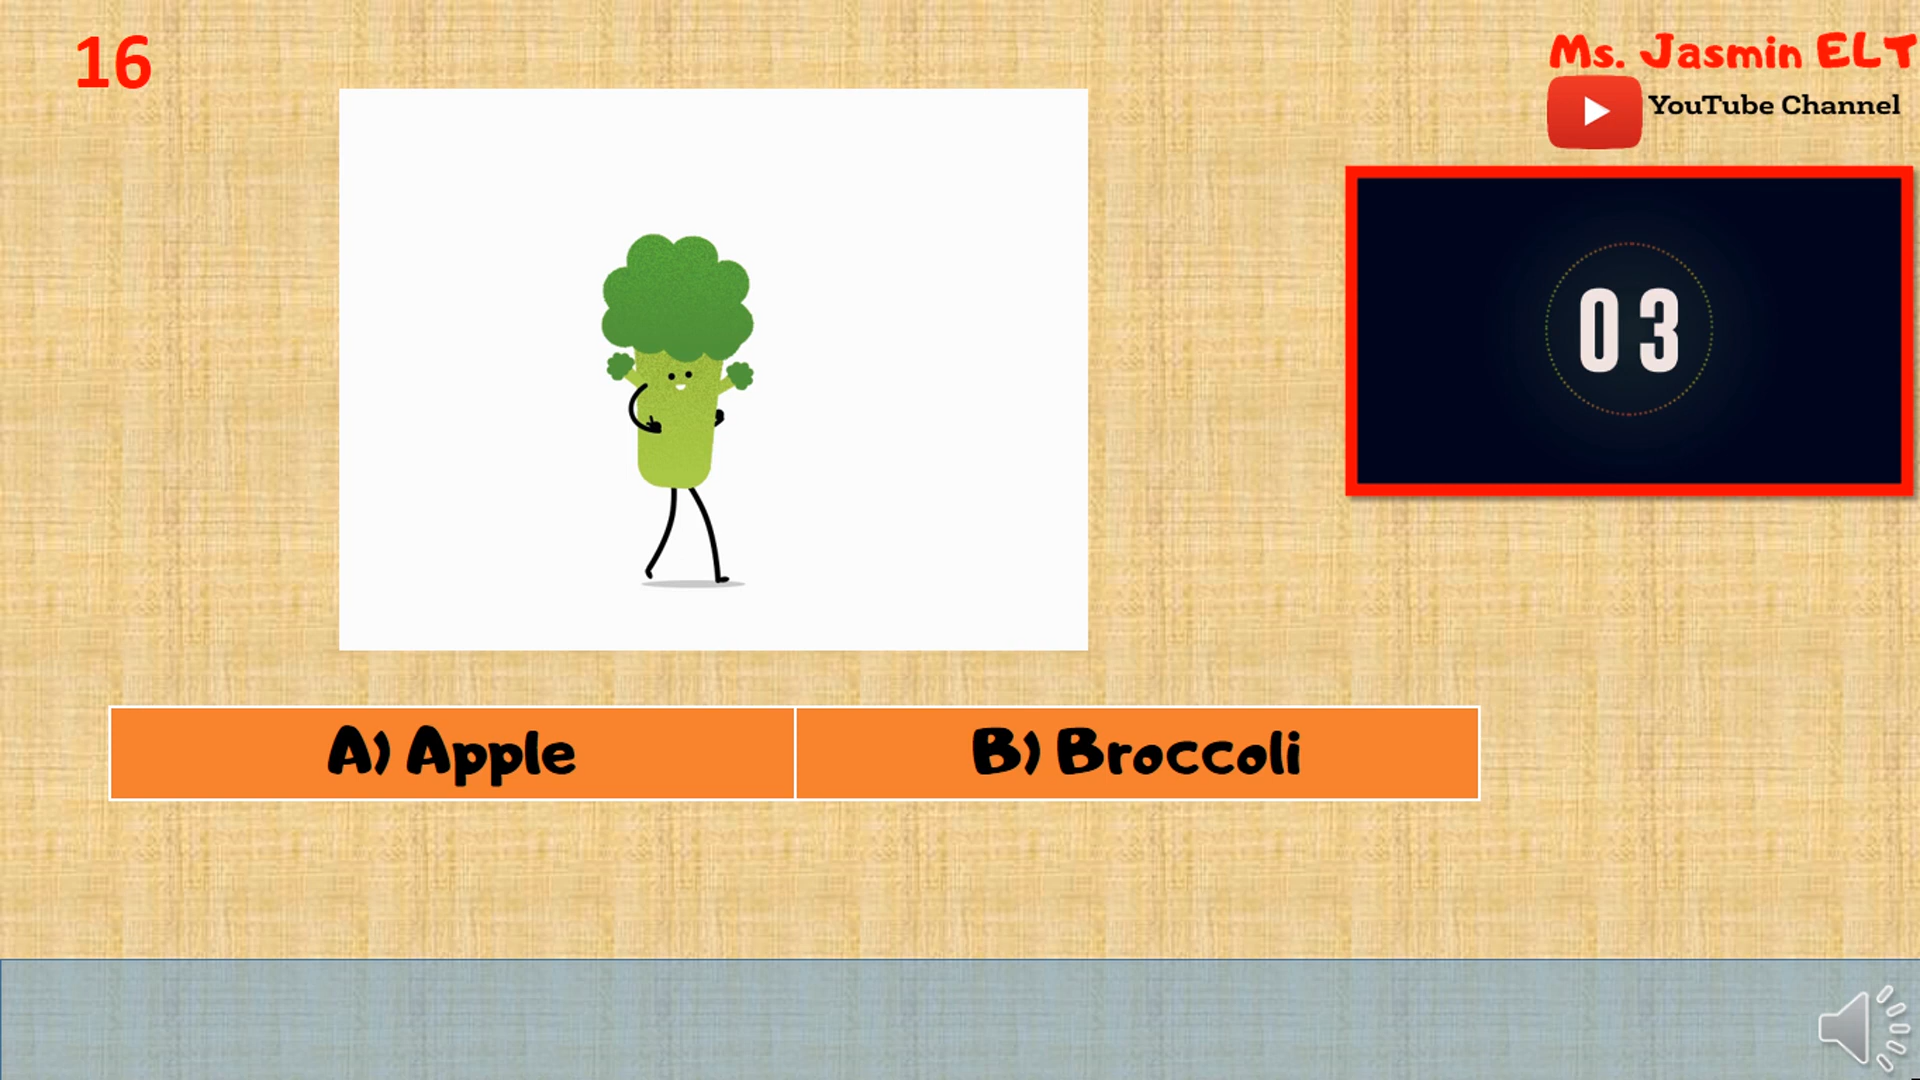 16
Ms. Jasmin ELT
YouTube Channel
03
A) Apple
B) Broccoli